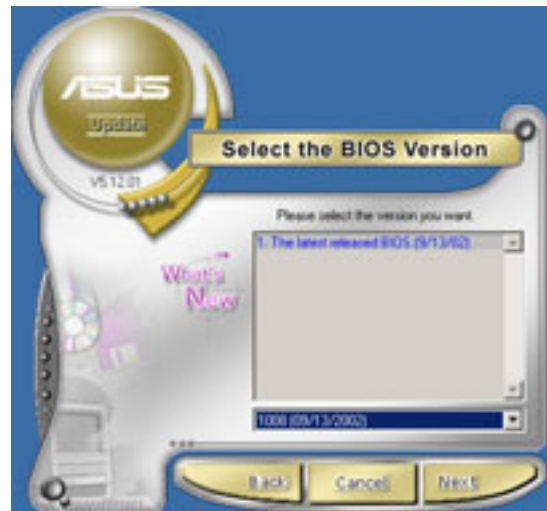 ASUS
Update
V5.12.01
Select the BIOS Version
Please select the version you want.
1. The latest released BIOS (9/13/02)
What's
New
1008 (09/13/2002)
Back
Cancel
Next